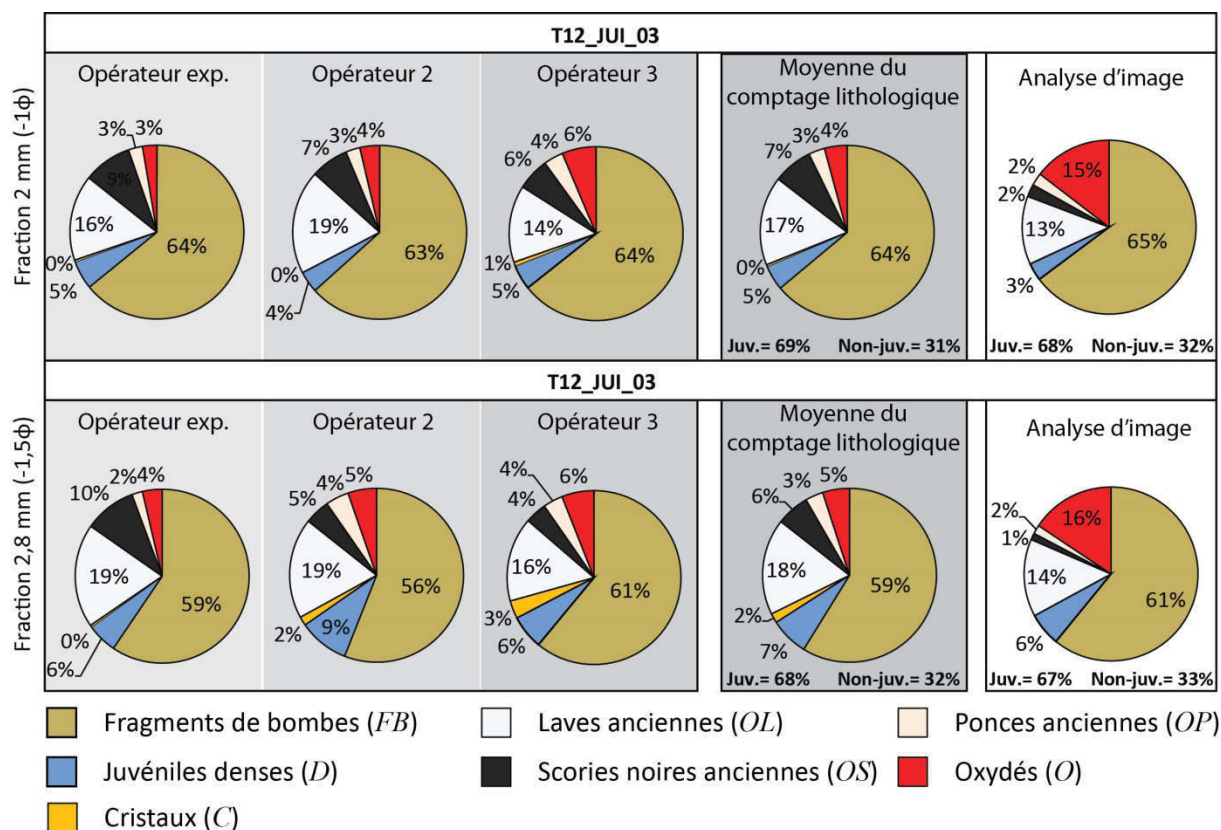 T12_JUI_03
Fraction 2 mm (-1ϕ)
Opérateur exp.
3%
3%
9%
16%
64%
0%
5%
Opérateur 2
3%
4%
7%
19%
63%
0%
4%
Opérateur 3
4%
6%
6%
14%
64%
1%
5%
Moyenne du
comptage lithologique
3%
4%
7%
17%
64%
0%
5%
Juv.= 69% Non-juv.= 31%
Analyse d’image
2%
15%
2%
13%
65%
3%
Juv.= 68% Non-juv.= 32%
T12_JUI_03
Fraction 2,8 mm (-1,5ϕ)
Opérateur exp.
2%
4%
10%
19%
59%
0%
6%
Opérateur 2
4%
5%
5%
19%
56%
2%
9%
Opérateur 3
4%
6%
4%
16%
61%
3%
6%
Moyenne du
comptage lithologique
3%
5%
6%
18%
59%
2%
7%
Juv.= 68% Non-juv.= 32%
Analyse d’image
2%
16%
1%
14%
61%
6%
Juv.= 67% Non-juv.= 33%
Fragments de bombes (FB)
Laves anciennes (OL)
Ponces anciennes (OP)
Juvéniles denses (D)
Scories noires anciennes (OS)
Oxydés (O)
Cristaux (C)